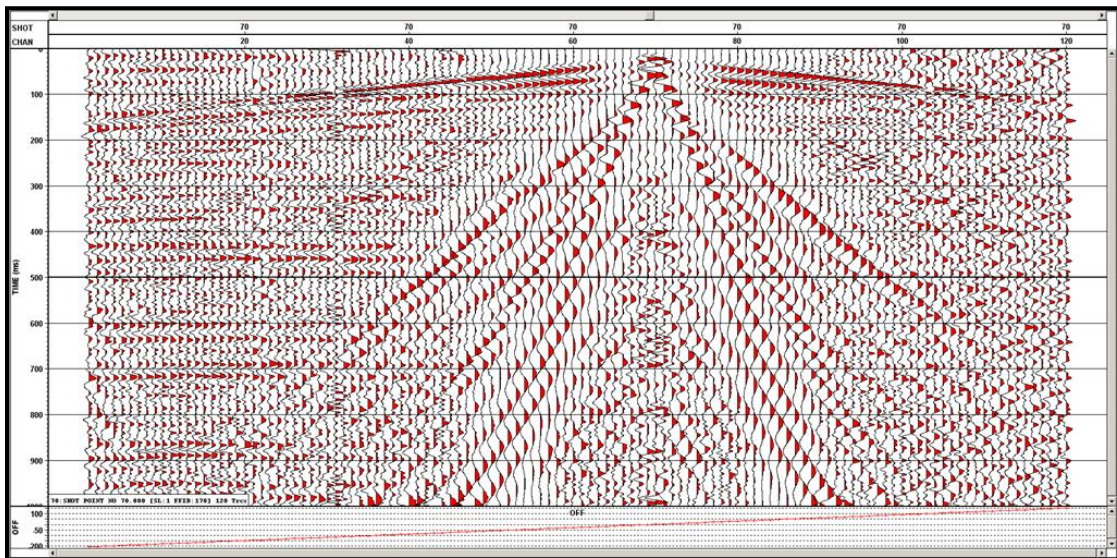 SHOT 70 70 70 70 70 70
CHAN 20 40 60 80 100 120
0
100
200
300
400
500
600
700
800
900
TIME (ms)
70:SHOT POINT NO 70.000 [SL:1 FFID:170] 120 Trcs
OFF
100
OFF